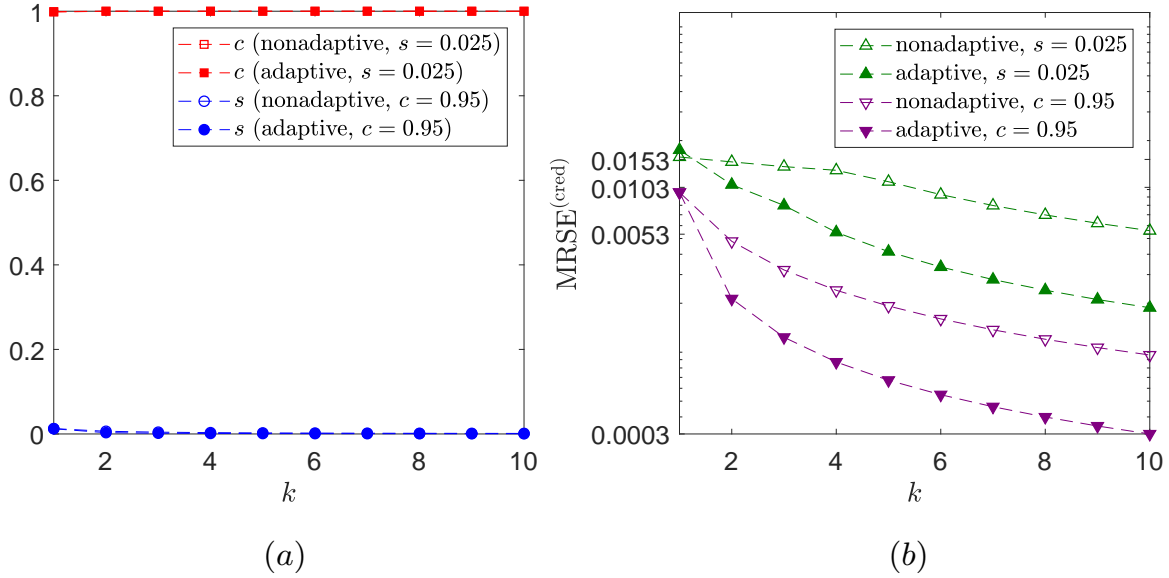 1
0.8
0.6
0.4
0.2
0
2
4
6
8
10
k
c (nonadaptive, s = 0.025)
c (adaptive, s = 0.025)
s (nonadaptive, c = 0.95)
s (adaptive, c = 0.95)
(a)
MRSE^(cred)
0.0153
0.0103
0.0053
0.0003
2
4
6
8
10
k
nonadaptive, s = 0.025
adaptive, s = 0.025
nonadaptive, c = 0.95
adaptive, c = 0.95
(b)